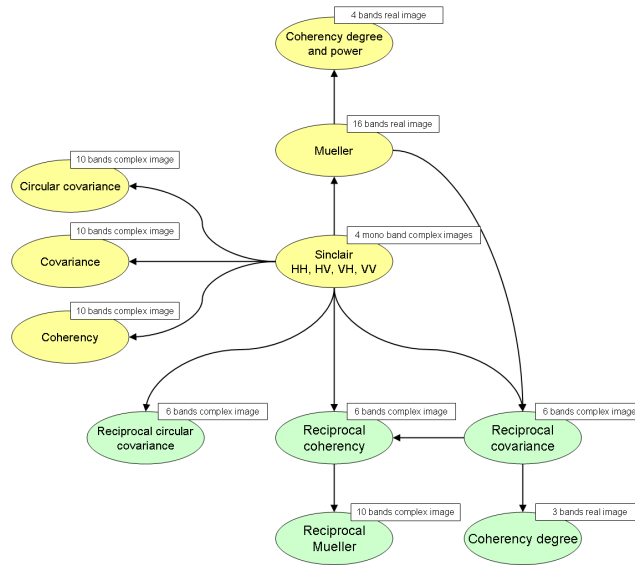 4 bands real image
Coherency degree
and power
16 bands real image
Mueller
10 bands complex image
Circular covariance
10 bands complex image
Covariance
4 mono band complex images
Sinclair
HH, HV, VH, VV
10 bands complex image
Coherency
6 bands complex image
Reciprocal circular
covariance
6 bands complex image
Reciprocal
coherency
6 bands complex image
Reciprocal
covariance
10 bands complex image
Reciprocal
Mueller
3 bands real image
Coherency degree